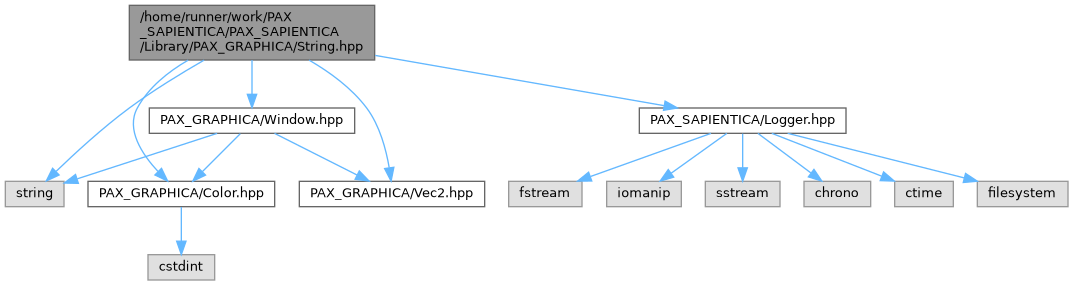 /home/runner/work/PAX
_SAPIENTICA/PAX_SAPIENTICA
/Library/PAX_GRAPHICA/String.hpp
PAX_GRAPHICA/Window.hpp
PAX_SAPIENTICA/Logger.hpp
string
PAX_GRAPHICA/Color.hpp
PAX_GRAPHICA/Vec2.hpp
fstream
iomanip
sstream
chrono
ctime
filesystem
cstdint